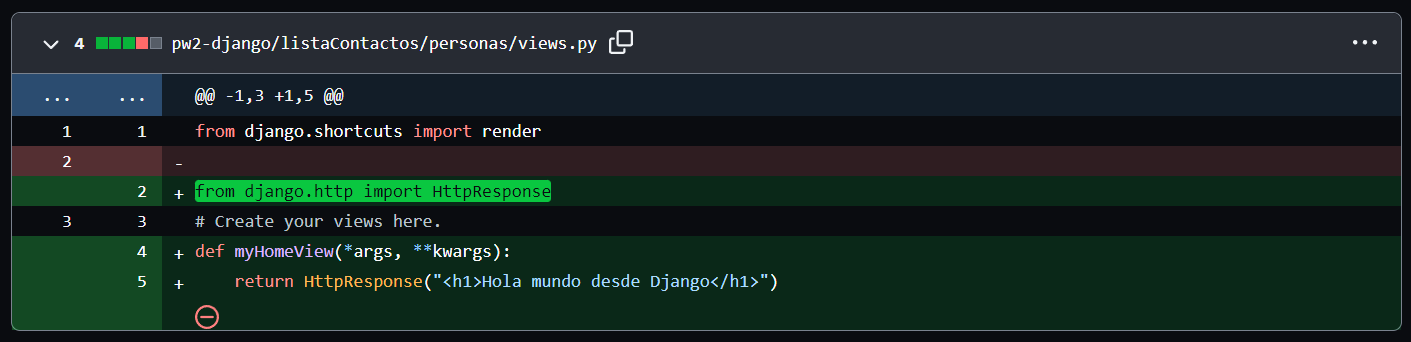 4 pw2-django/listaContactos/personas/views.py ...
... ... @@ -1,3 +1,5 @@
1 1 from django.shortcuts import render
2 -
2 + from django.http import HttpResponse
3 3 # Create your views here.
4 + def myHomeView(*args, **kwargs):
5 + return HttpResponse("<h1>Hola mundo desde Django</h1>")